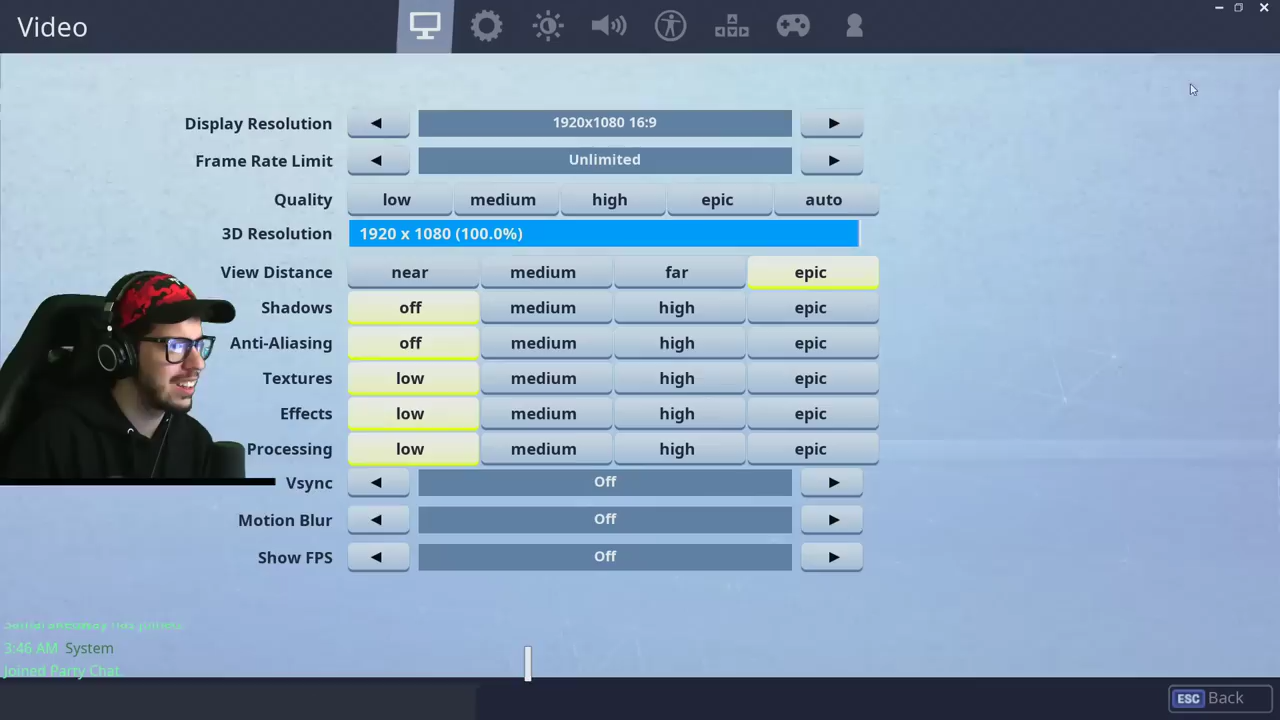 Video
Display Resolution 1920x1080 16:9
Frame Rate Limit Unlimited
Quality low medium high epic auto
3D Resolution 1920 x 1080 (100.0%)
View Distance near medium far epic
Shadows off medium high epic
Anti-Aliasing off medium high epic
Textures low medium high epic
Effects low medium high epic
Processing low medium high epic
Vsync Off
Motion Blur Off
Show FPS Off
has joined.
3:46 AM System
Joined Party Chat.
ESC Back